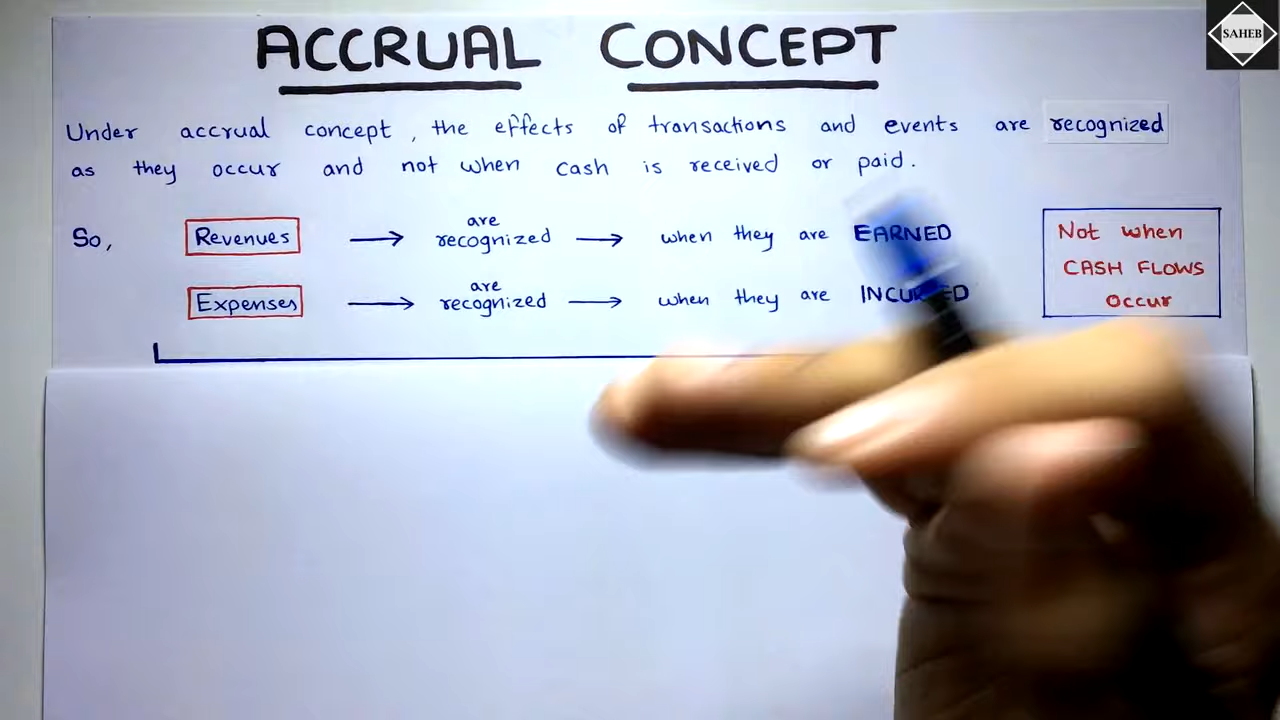 ACCRUAL CONCEPT
SAHEB
Under accrual concept, the effects of transactions and events are recognized
as they occur and not when cash is received or paid.
So, Revenues → are recognized → when they are EARNED
Expenses → are recognized → when they are INCURRED
Not when
CASH FLOWS
Occur